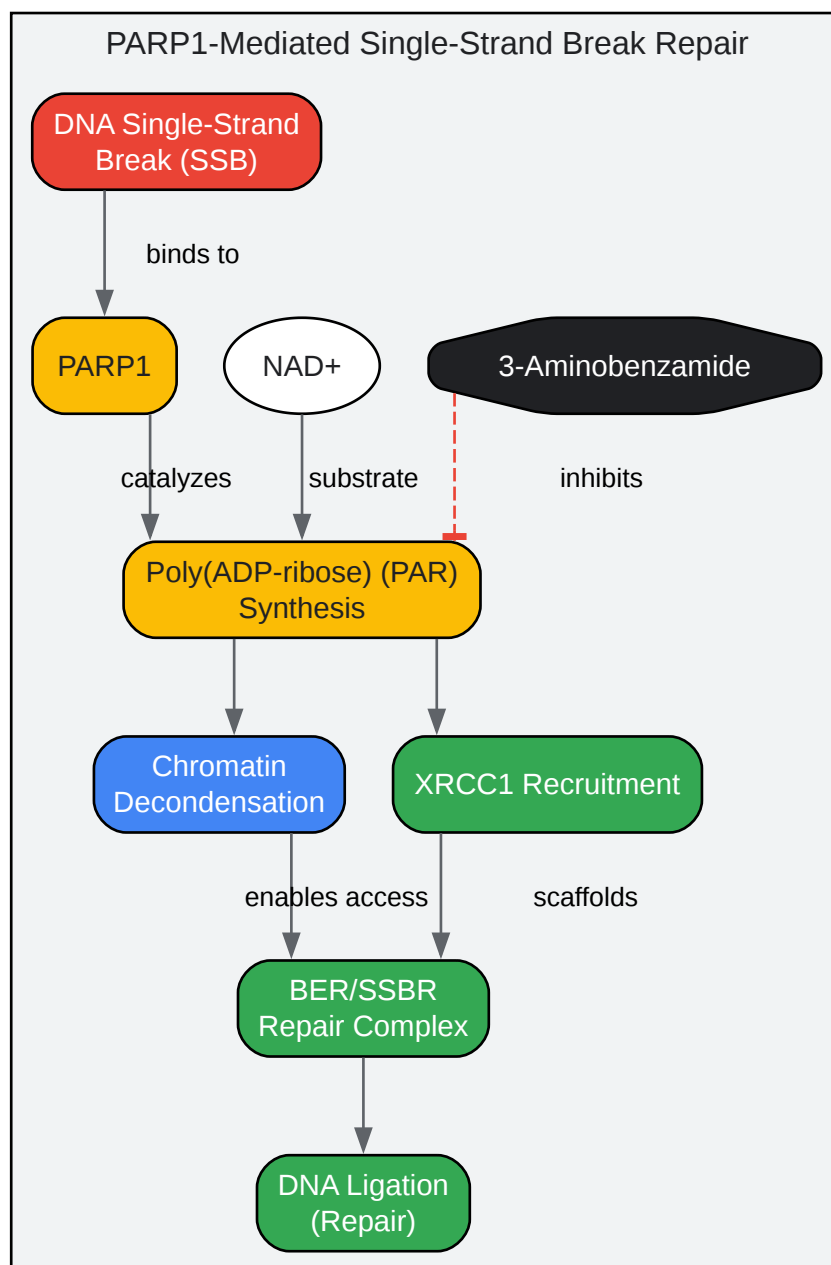 PARP1-Mediated Single-Strand Break Repair
DNA Single-Strand
Break (SSB)
binds to
PARP1
NAD+
3-Aminobenzamide
catalyzes
substrate
inhibits
Poly(ADP-ribose) (PAR)
Synthesis
Chromatin
Decondensation
XRCC1 Recruitment
enables access
scaffolds
BER/SSBR
Repair Complex
DNA Ligation
(Repair)